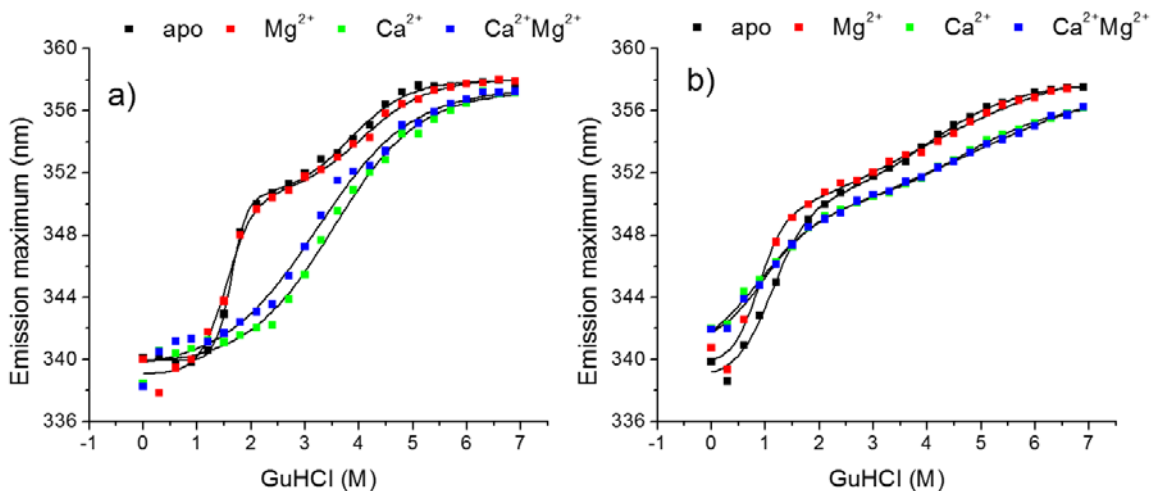 apo Mg²⁺ Ca²⁺ Ca²⁺Mg²⁺
360
356
352
348
344
340
336
Emission maximum (nm)
a)
-1 0 1 2 3 4 5 6 7
GuHCl (M)
apo Mg²⁺ Ca²⁺ Ca²⁺Mg²⁺
360
356
352
348
344
340
336
Emission maximum (nm)
b)
-1 0 1 2 3 4 5 6 7
GuHCl (M)